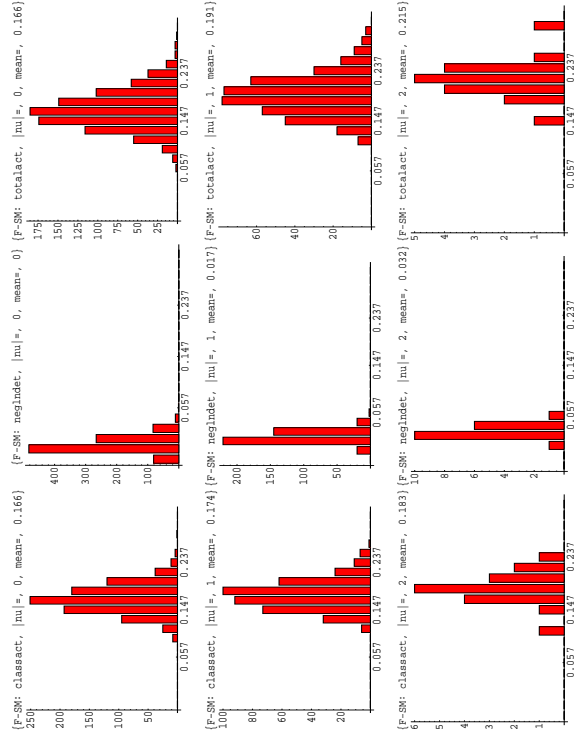 {F-SM: classact, |nu|=, 0, mean=, 0.166}
250
200
150
100
50
0.057 0.147 0.237
{F-SM: neglndet, |nu|=, 0, mean=, 0}
400
300
200
100
0.057 0.147 0.237
{F-SM: totalact, |nu|=, 0, mean=, 0.166}
175
150
125
100
75
50
25
0.057 0.147 0.237
{F-SM: classact, |nu|=, 1, mean=, 0.174}
100
80
60
40
20
0.057 0.147 0.237
{F-SM: neglndet, |nu|=, 1, mean=, 0.017}
200
150
100
50
0.057 0.147 0.237
{F-SM: totalact, |nu|=, 1, mean=, 0.191}
60
40
20
0.057 0.147 0.237
{F-SM: classact, |nu|=, 2, mean=, 0.183}
6
5
4
3
2
1
0.057 0.147 0.237
{F-SM: neglndet, |nu|=, 2, mean=, 0.032}
10
8
6
4
2
0.057 0.147 0.237
{F-SM: totalact, |nu|=, 2, mean=, 0.215}
5
4
3
2
1
0.057 0.147 0.237